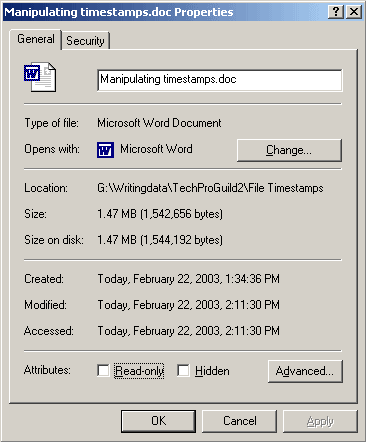 Manipulating timestamps.doc Properties
General Security
Manipulating timestamps.doc
Type of file: Microsoft Word Document
Opens with: Microsoft Word Change...
Location: G:\Writingdata\TechProGuild2\File Timestamps
Size: 1.47 MB (1,542,656 bytes)
Size on disk: 1.47 MB (1,544,192 bytes)
Created: Today, February 22, 2003, 1:34:36 PM
Modified: Today, February 22, 2003, 2:11:30 PM
Accessed: Today, February 22, 2003, 2:11:30 PM
Attributes: Read-only Hidden Advanced...
OK Cancel Apply